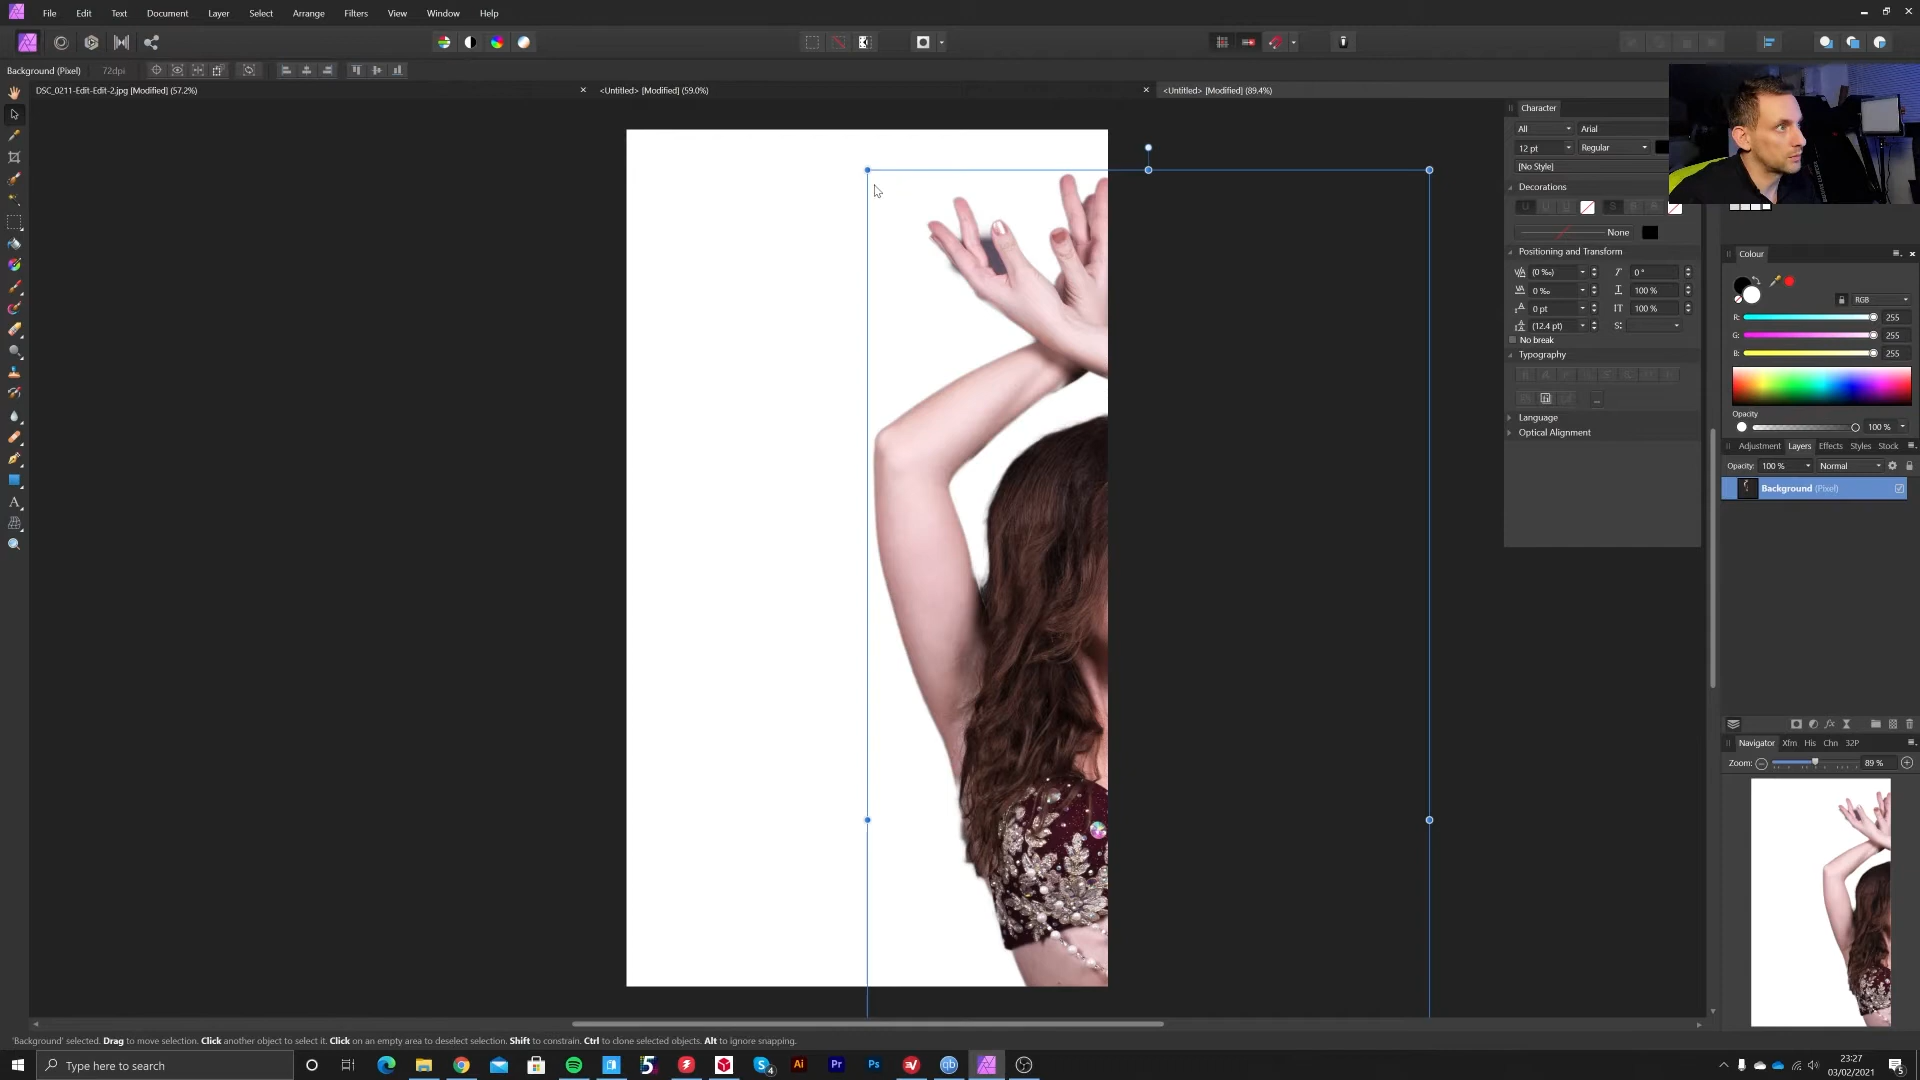 File Edit Text Document Layer Select Arrange Filters View Window Help
Background (Pixel) 72dpi
DSC_0211-Edit-Edit-2.jpg [Modified] (57.2%) <Untitled> [Modified] (59.0%) <Untitled> [Modified] (89.4%)
Character
All Arial
12 pt Regular
[No Style]
Decorations
None
Positioning and Transform
(0 ‰) 0 °
0 ‰ 100 %
0 pt 100 %
(12.4 pt) S:
No break
Typography
Language
Optical Alignment
Colour
RGB
R: 255
G: 255
B: 255
Opacity
100 %
Adjustment Layers Effects Styles Stock
Opacity: 100 % Normal
Background (Pixel)
Navigator Xfm His Chn 32P
Zoom: 89 %
'Background' selected. Drag to move selection. Click another object to select it. Click on an empty area to deselect selection. Shift to constrain. Ctrl to clone selected objects. Alt to ignore snapping.
Type here to search
Ai Pr Ps qb
23:27
03/02/2021